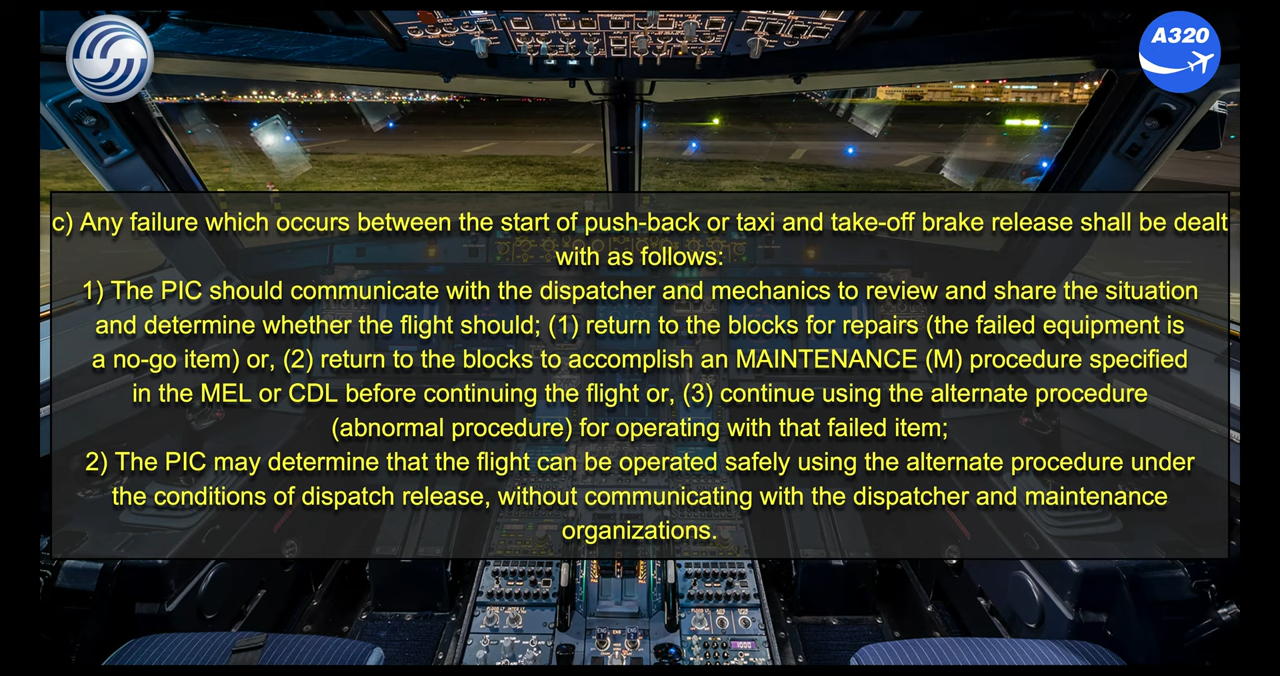 A320
c) Any failure which occurs between the start of push-back or taxi and take-off brake release shall be dealt
with as follows:
1) The PIC should communicate with the dispatcher and mechanics to review and share the situation
and determine whether the flight should; (1) return to the blocks for repairs (the failed equipment is
a no-go item) or, (2) return to the blocks to accomplish an MAINTENANCE (M) procedure specified
in the MEL or CDL before continuing the flight or, (3) continue using the alternate procedure
(abnormal procedure) for operating with that failed item;
2) The PIC may determine that the flight can be operated safely using the alternate procedure under
the conditions of dispatch release, without communicating with the dispatcher and maintenance
organizations.